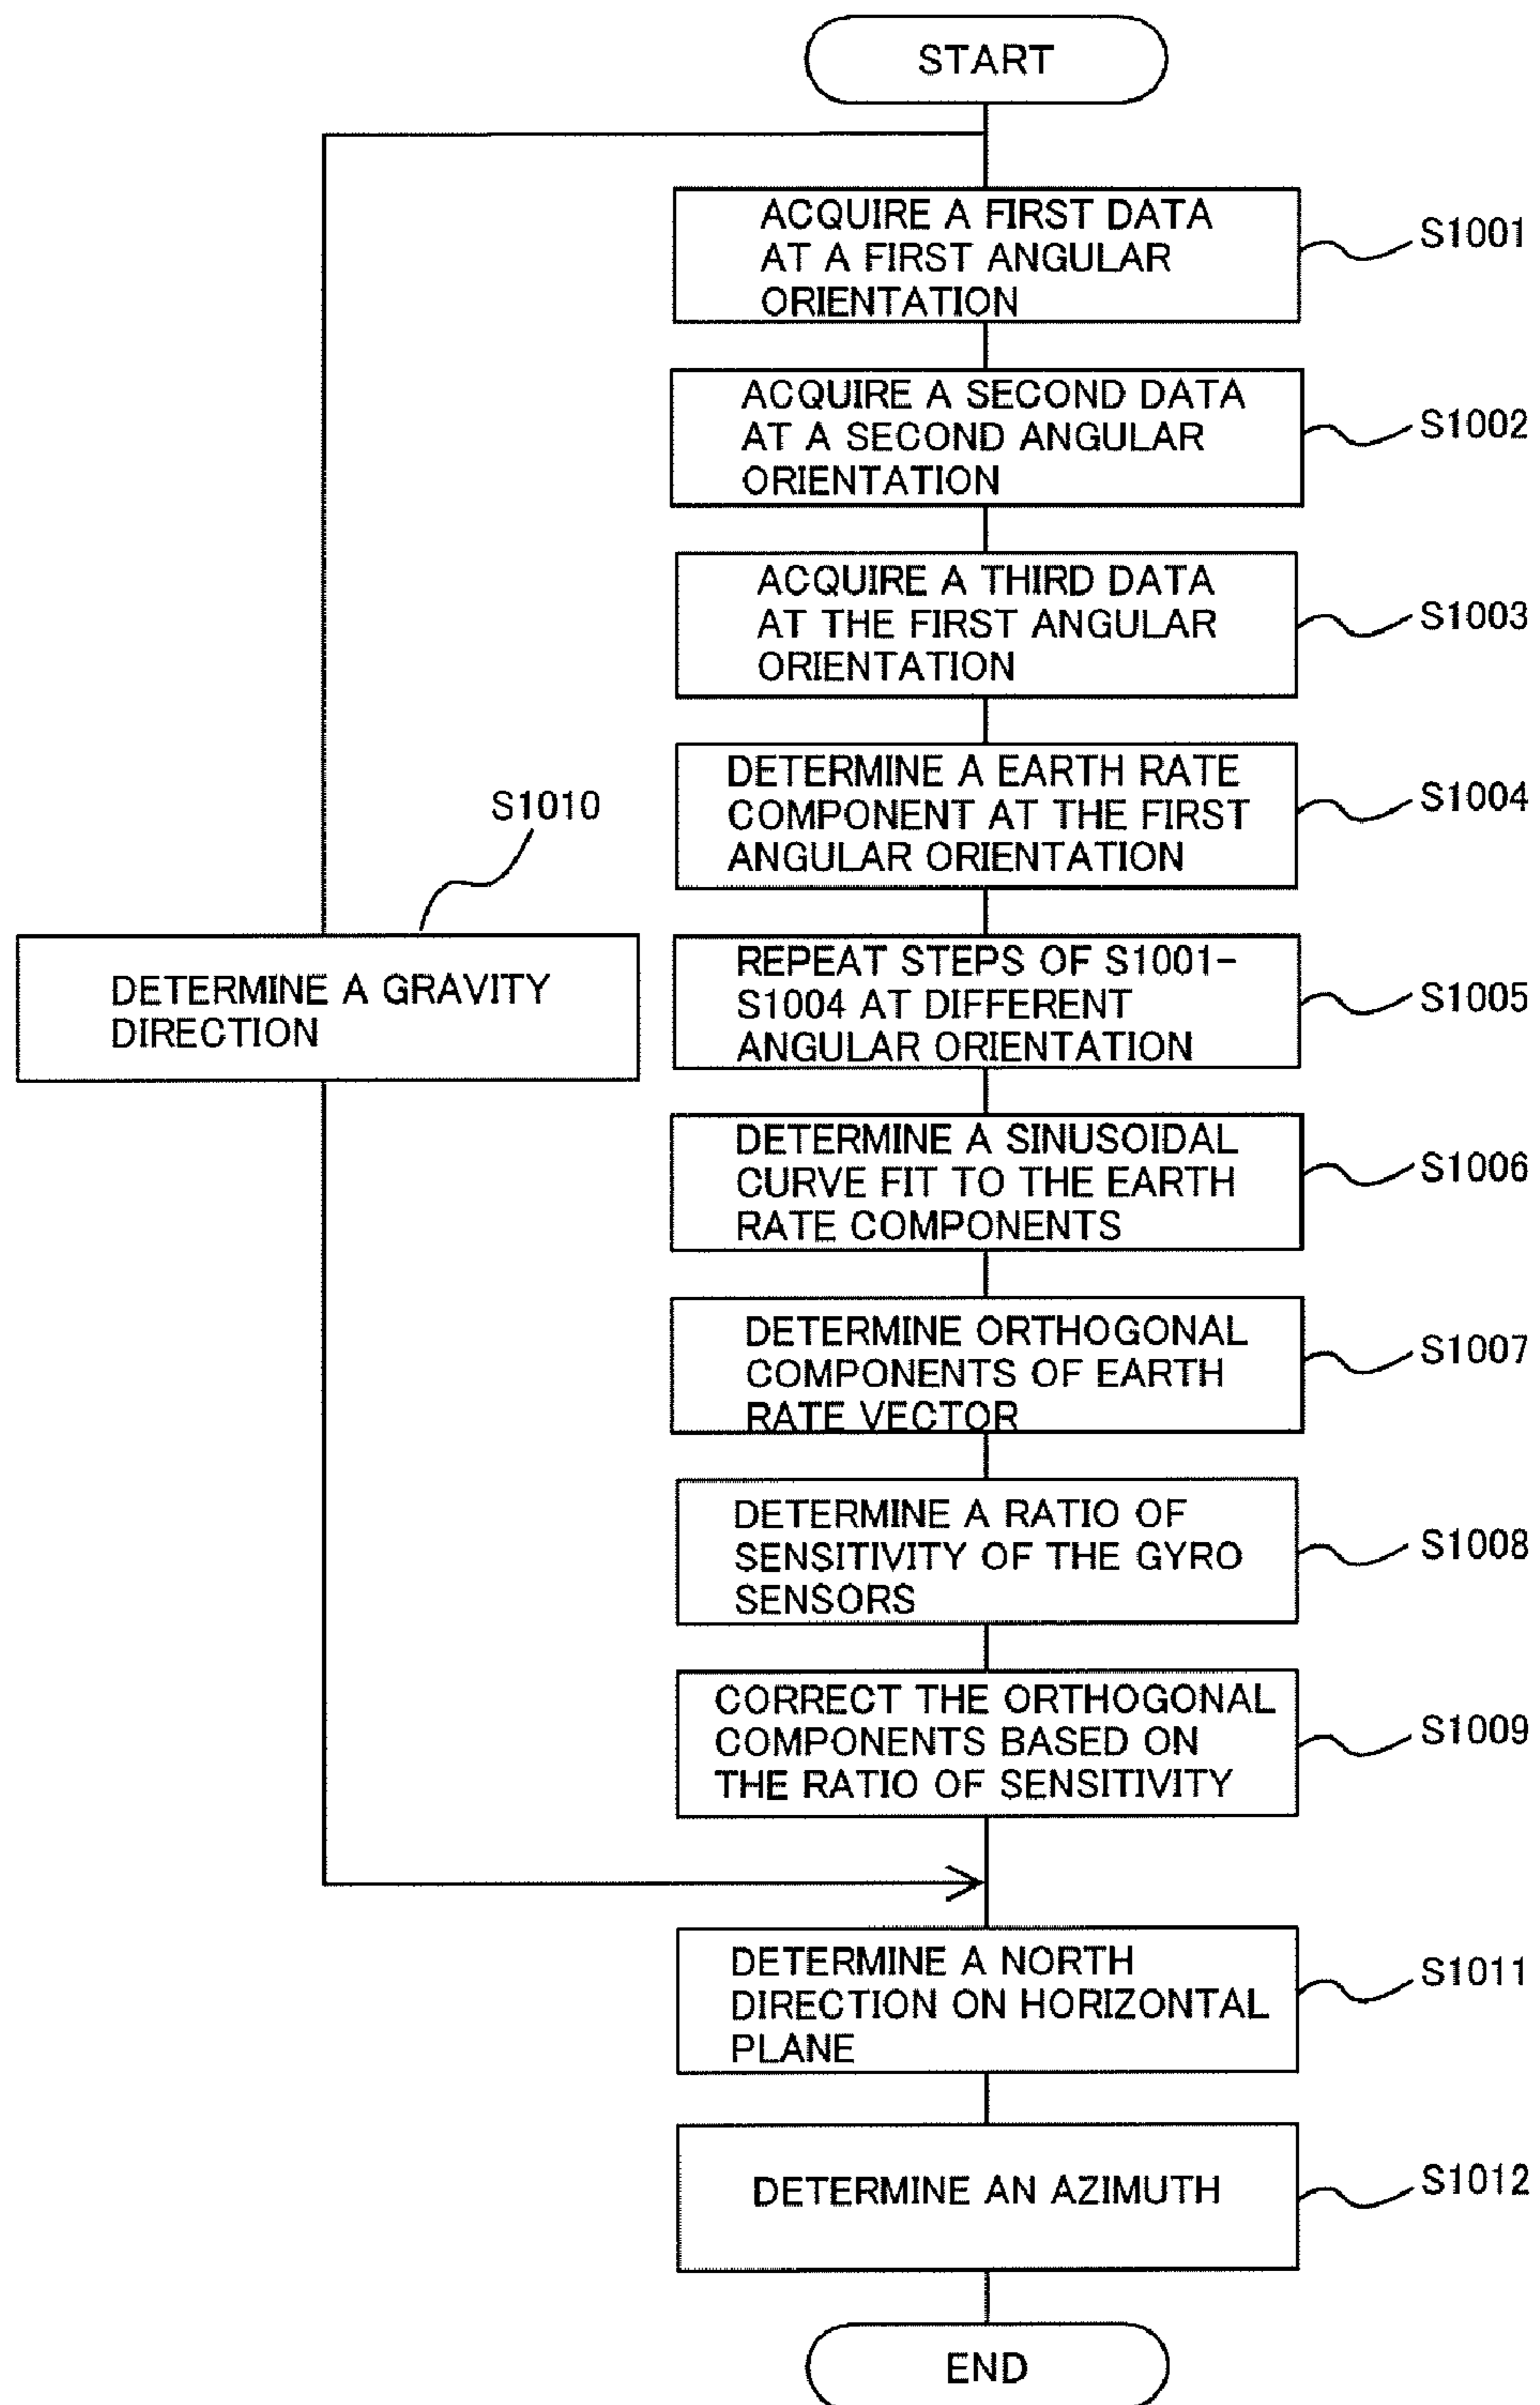 START
ACQUIRE A FIRST DATA
AT A FIRST ANGULAR
ORIENTATION
S1001
ACQUIRE A SECOND DATA
AT A SECOND ANGULAR
ORIENTATION
S1002
ACQUIRE A THIRD DATA
AT THE FIRST ANGULAR
ORIENTATION
S1003
DETERMINE A EARTH RATE
COMPONENT AT THE FIRST
ANGULAR ORIENTATION
S1004
S1010
DETERMINE A GRAVITY
DIRECTION
REPEAT STEPS OF S1001-
S1004 AT DIFFERENT
ANGULAR ORIENTATION
S1005
DETERMINE A SINUSOIDAL
CURVE FIT TO THE EARTH
RATE COMPONENTS
S1006
DETERMINE ORTHOGONAL
COMPONENTS OF EARTH
RATE VECTOR
S1007
DETERMINE A RATIO OF
SENSITIVITY OF THE GYRO
SENSORS
S1008
CORRECT THE ORTHOGONAL
COMPONENTS BASED ON
THE RATIO OF SENSITIVITY
S1009
DETERMINE A NORTH
DIRECTION ON HORIZONTAL
PLANE
S1011
DETERMINE AN AZIMUTH
S1012
END